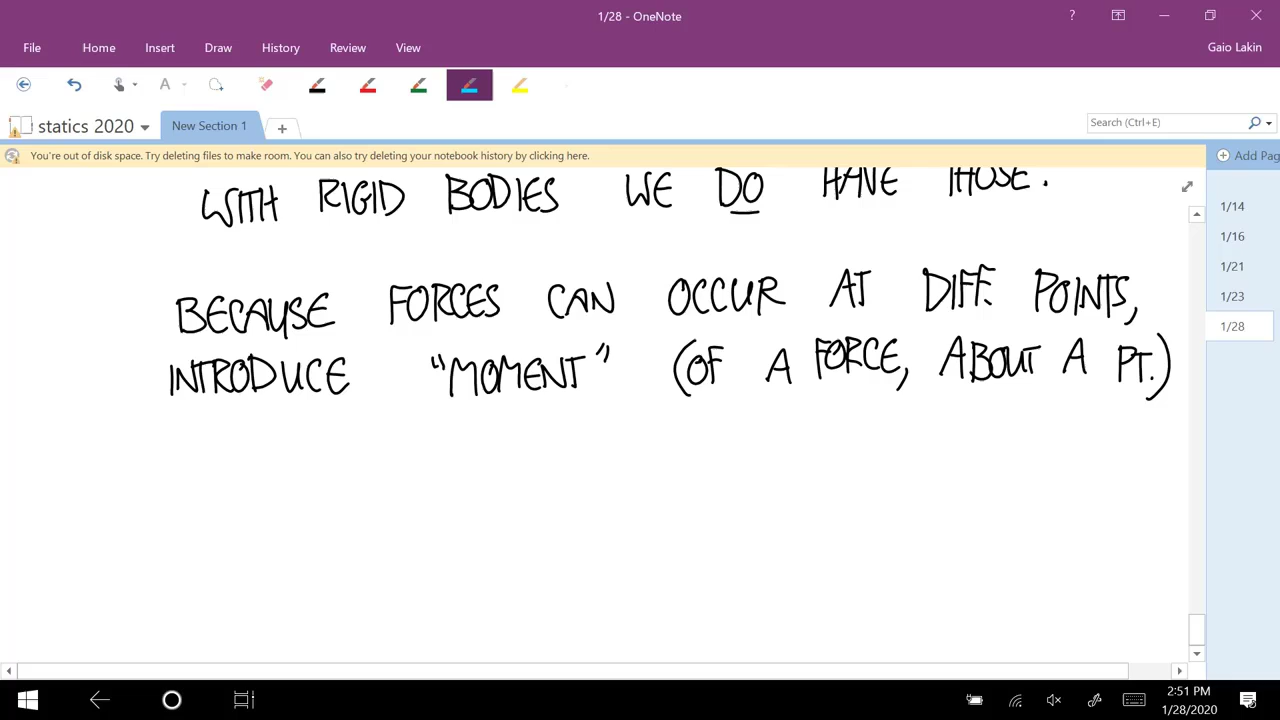 1/28 - OneNote
?
File Home Insert Draw History Review View
Gaio Lakin
A
statics 2020 New Section 1 +
Search (Ctrl+E)
You're out of disk space. Try deleting files to make room. You can also try deleting your notebook history by clicking here.
Add Pag
1/14
1/16
1/21
1/23
1/28
WITH RIGID BODIES WE DO HAVE THOSE.
BECAUSE FORCES CAN OCCUR AT DIFF. POINTS,
INTRODUCE "MOMENT" (OF A FORCE, ABOUT A PT.)
2:51 PM
1/28/2020